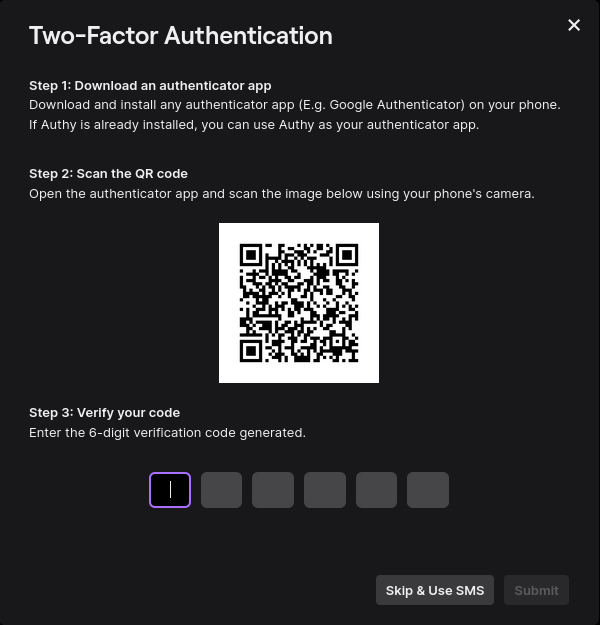 Two-Factor Authentication
Step 1: Download an authenticator app
Download and install any authenticator app (E.g. Google Authenticator) on your phone.
If Authy is already installed, you can use Authy as your authenticator app.
Step 2: Scan the QR code
Open the authenticator app and scan the image below using your phone's camera.
Step 3: Verify your code
Enter the 6-digit verification code generated.
Skip & Use SMS
Submit